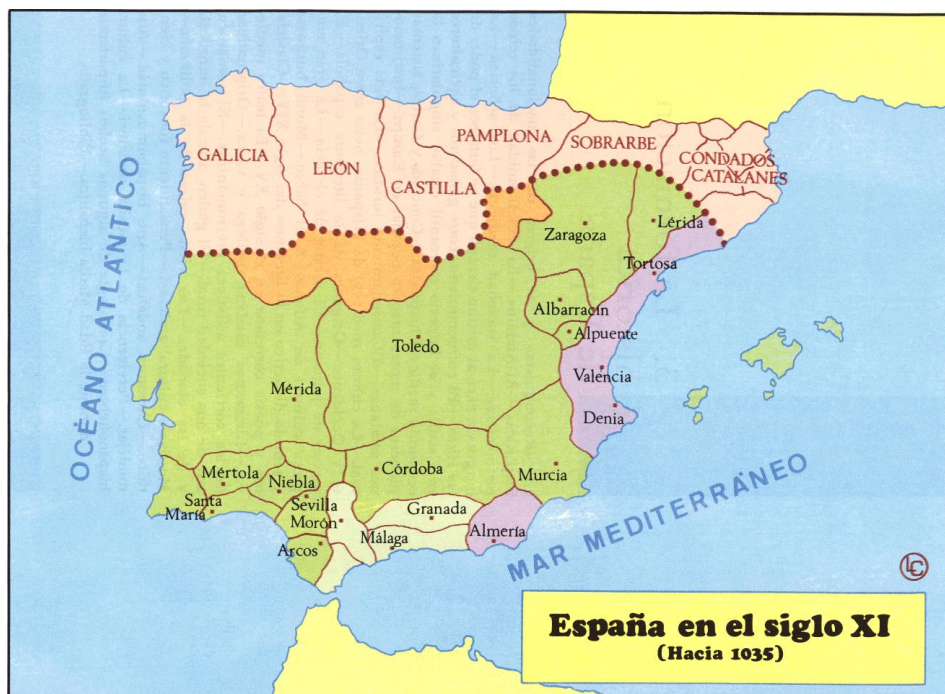 GALICIA
LEÓN
CASTILLA
PAMPLONA
SOBRARBE
CONDADOS
CATALANES
Zaragoza
Lérida
Tortosa
Albarracín
Alpuente
Toledo
Valencia
Mérida
Denia
Mértola
Niebla
Córdoba
Murcia
Santa
María
Sevilla
Morón
Granada
Arcos
Málaga
Almería
OCÉANO ATLÁNTICO
MAR MEDITERRÁNEO
LC
España en el siglo XI
(Hacia 1035)